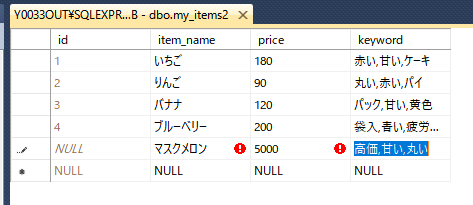 Y0033OUT¥SQLEXPR...B - dbo.my_items2
id item_name price keyword
1 いちご 180 赤い,甘い,ケーキ
2 りんご 90 丸い,赤い,パイ
3 バナナ 120 パック,甘い,黄色
4 ブルーベリー 200 袋入,青い,疲労...
NULL マスクメロン 5000 高価,甘い,丸い
NULL NULL NULL NULL